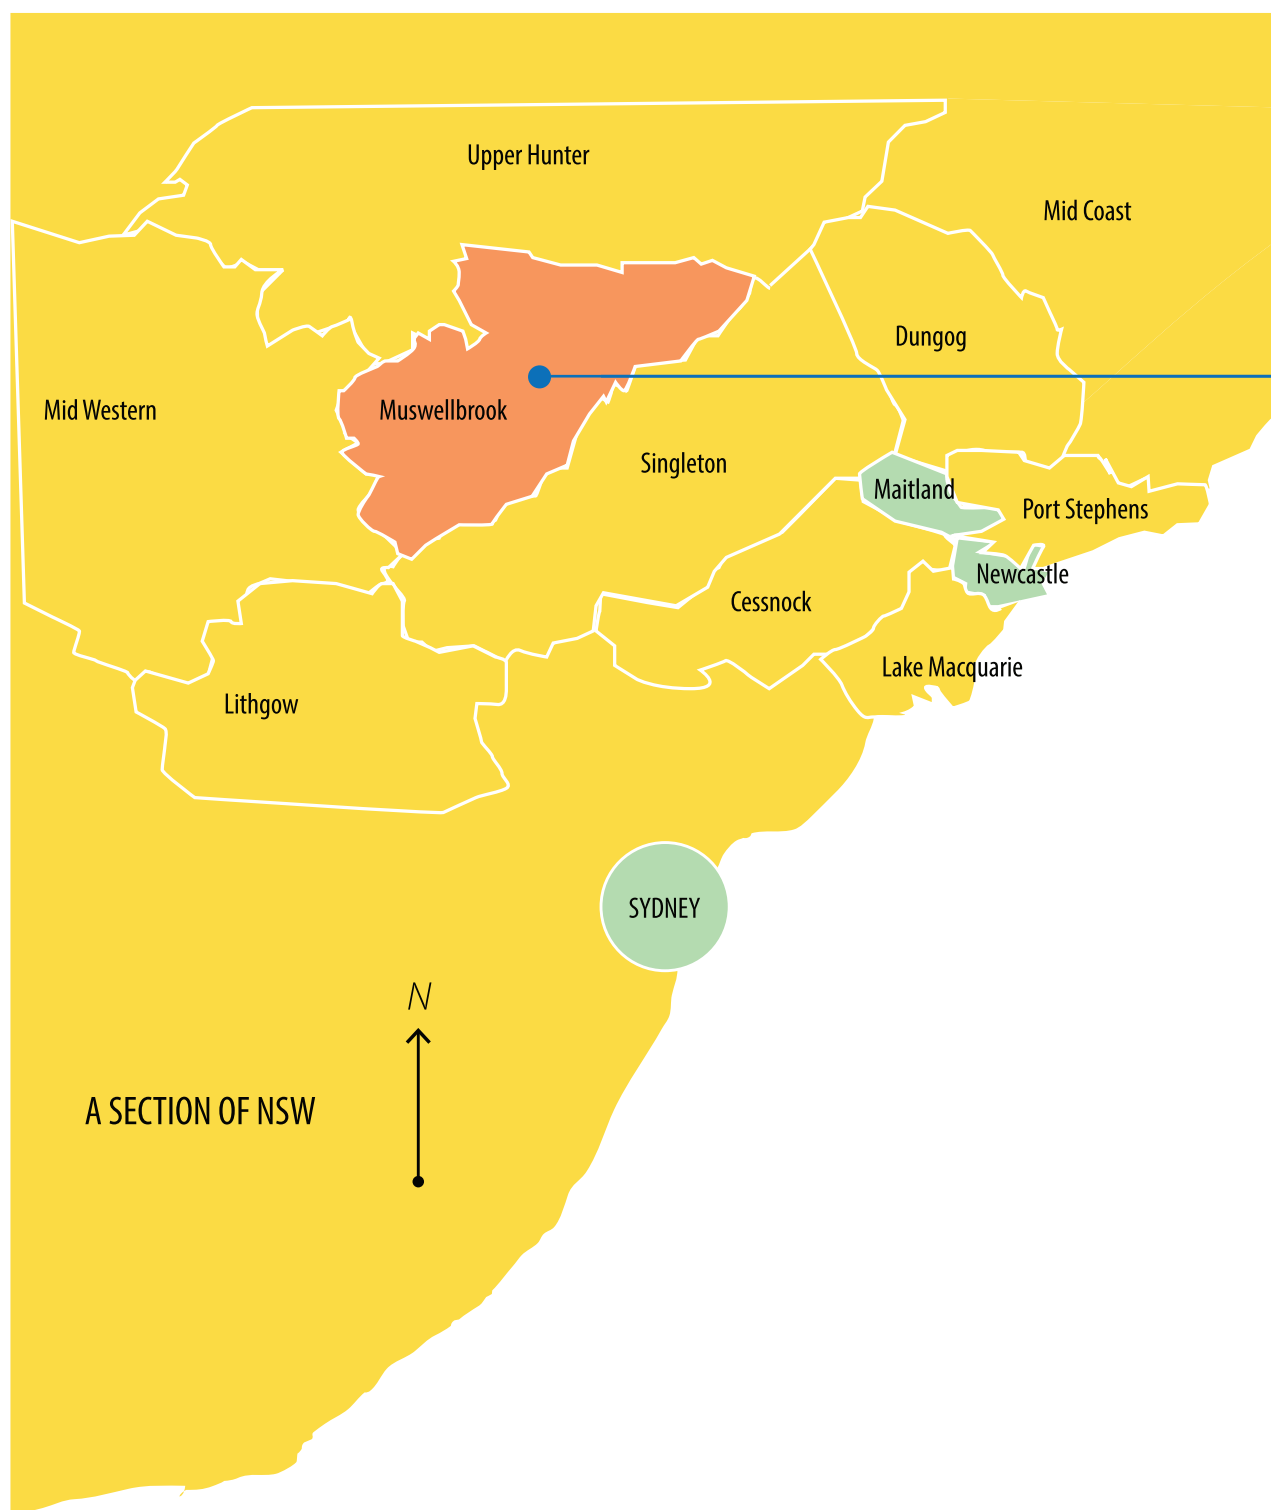 Upper Hunter
Mid Coast
Dungog
Mid Western
Muswellbrook
Singleton
Maitland
Port Stephens
Newcastle
Cessnock
Lake Macquarie
Lithgow
SYDNEY
N
A SECTION OF NSW